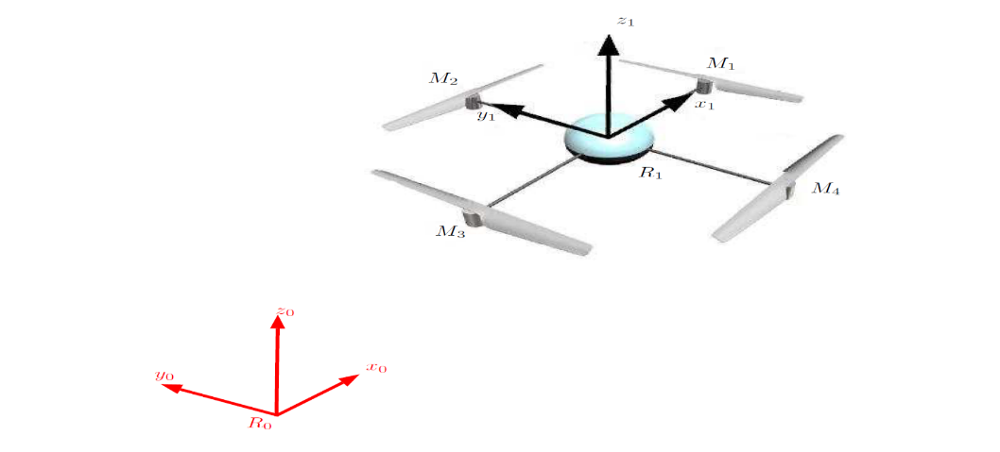 z₁
M₁
M₂
x₁
y₁
R₁
M₄
M₃
z₀
x₀
y₀
R₀